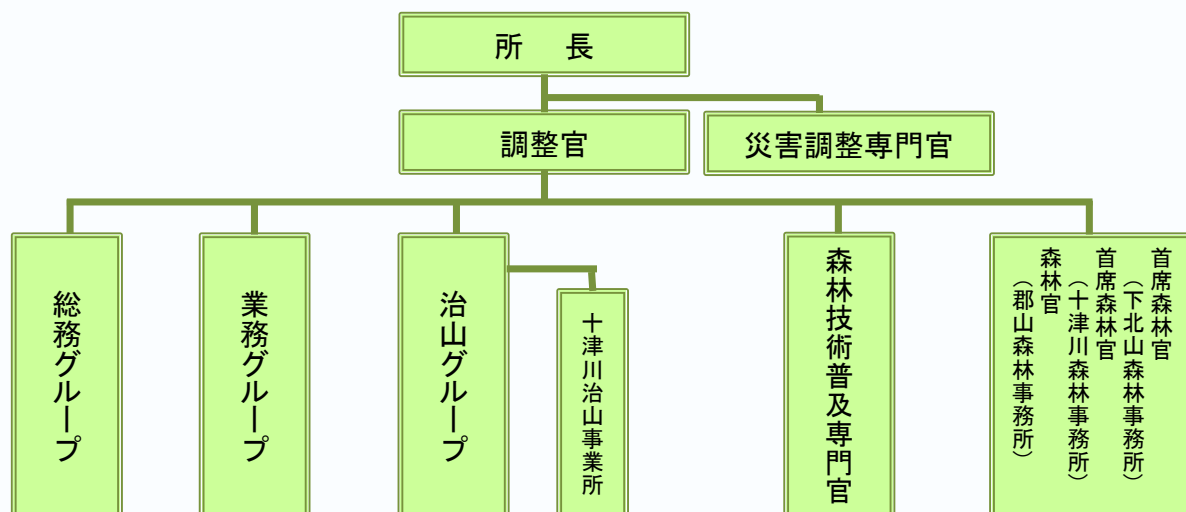 所　長
調整官
災害調整専門官
総務グループ
業務グループ
治山グループ
十津川治山事業所
森林技術普及専門官
首席森林官
（下北山森林事務所）
首席森林官
（十津川森林事務所）
森林官
（郡山森林事務所）